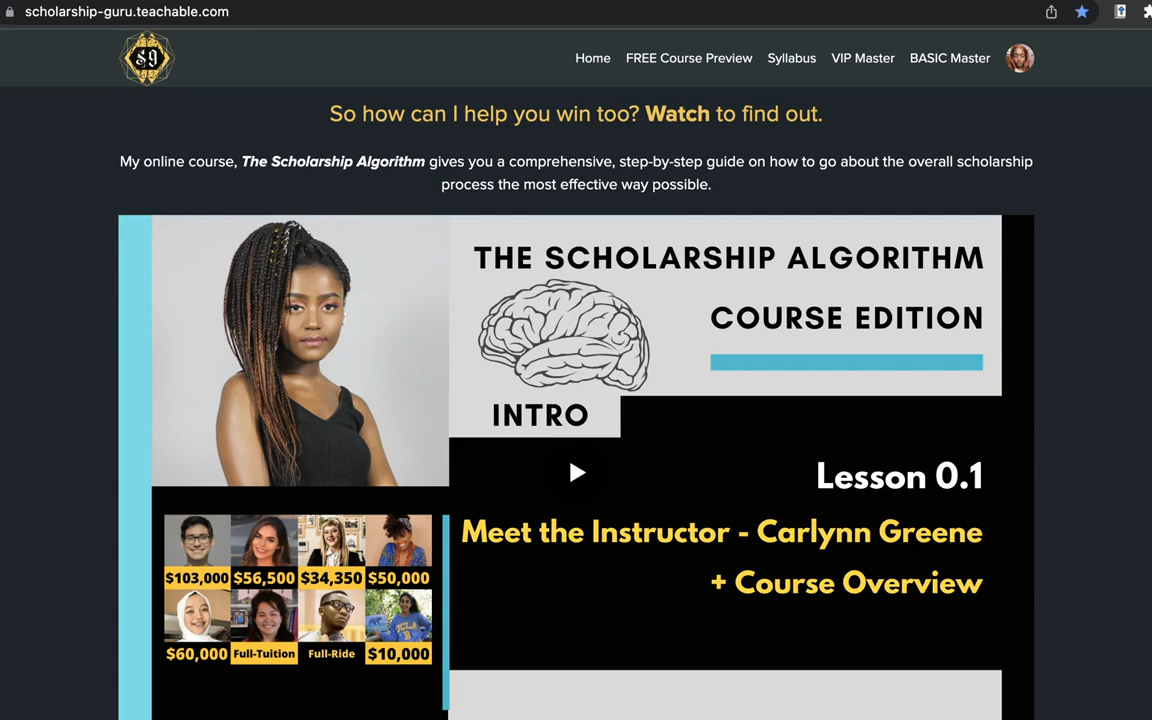 scholarship-guru.teachable.com
Sg
Home FREE Course Preview Syllabus VIP Master BASIC Master
So how can I help you win too? Watch to find out.
My online course, The Scholarship Algorithm gives you a comprehensive, step-by-step guide on how to go about the overall scholarship
process the most effective way possible.
THE SCHOLARSHIP ALGORITHM
COURSE EDITION
INTRO
Lesson 0.1
Meet the Instructor - Carlynn Greene
+ Course Overview
$103,000 $56,500 $34,350 $50,000
$60,000 Full-Tuition Full-Ride $10,000
UCLA